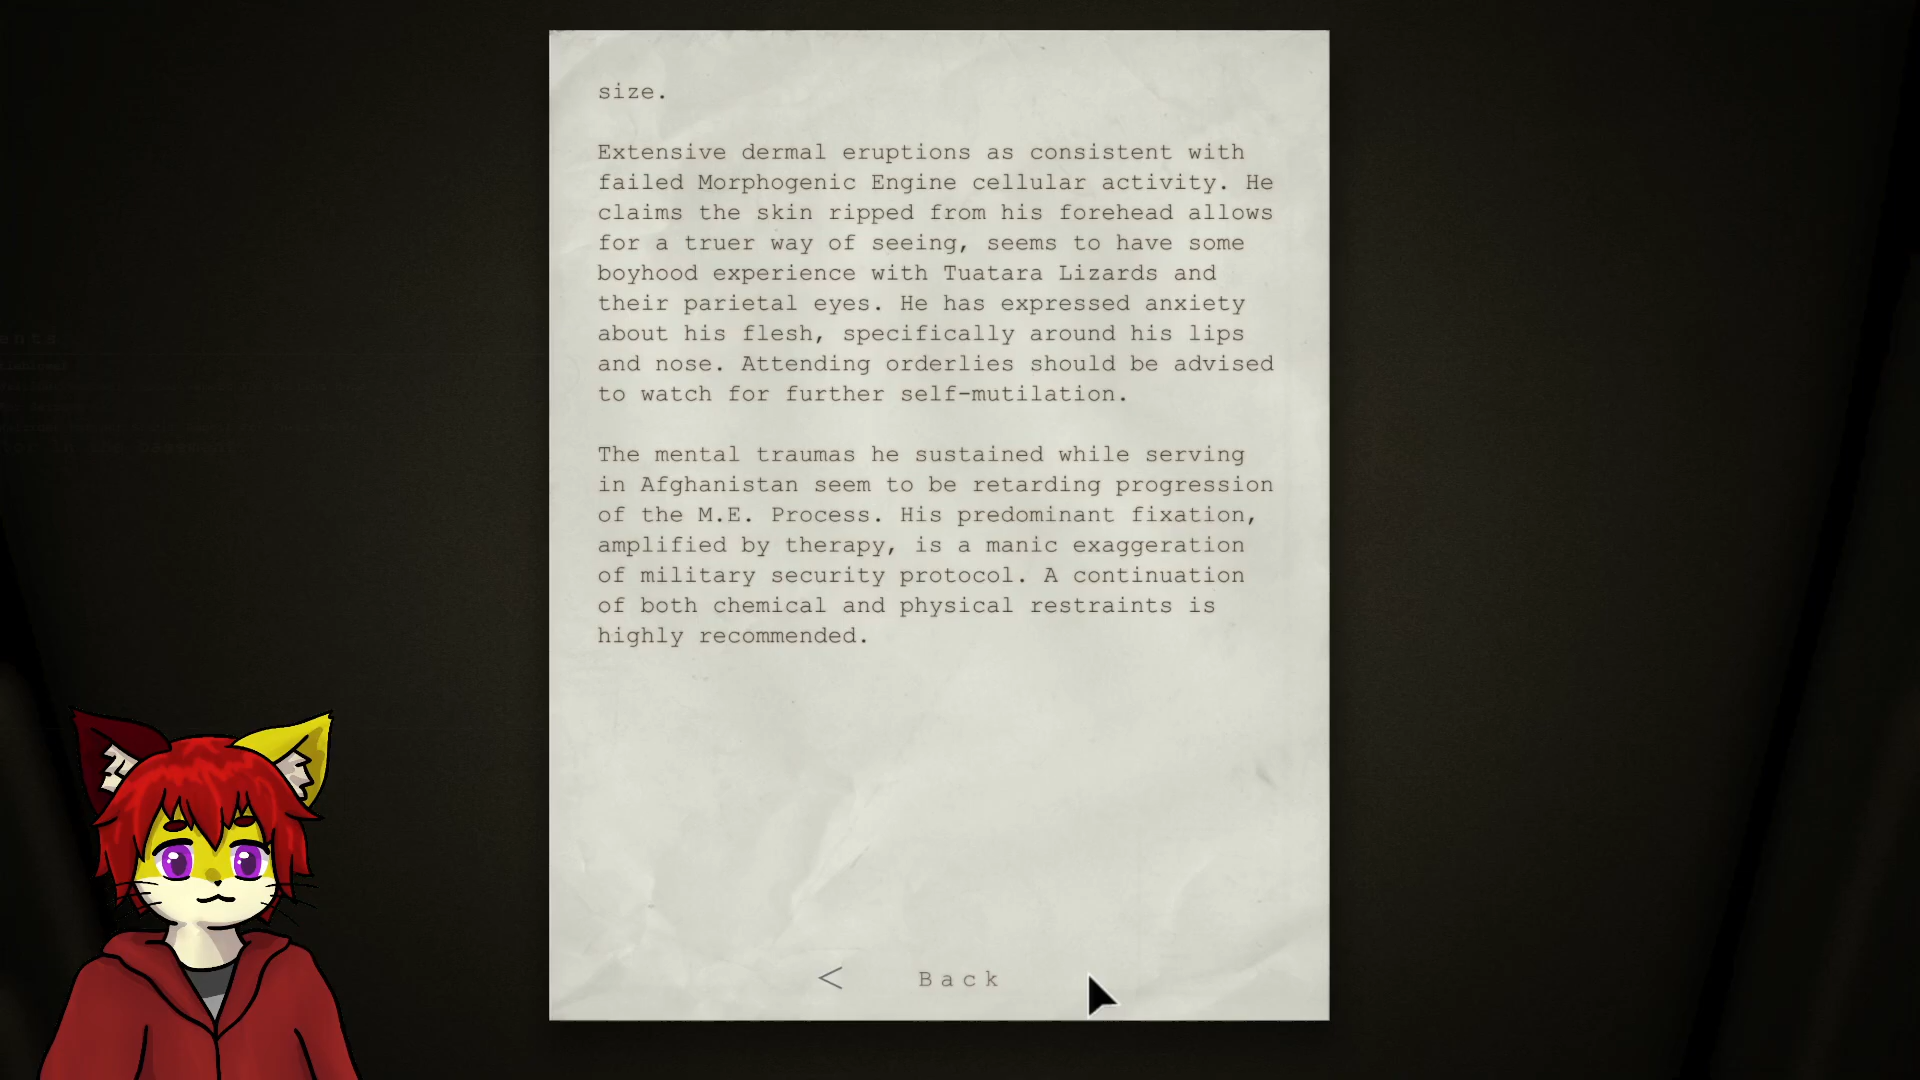 size.
Extensive dermal eruptions as consistent with
failed Morphogenic Engine cellular activity. He
claims the skin ripped from his forehead allows
for a truer way of seeing, seems to have some
boyhood experience with Tuatara Lizards and
their parietal eyes. He has expressed anxiety
about his flesh, specifically around his lips
and nose. Attending orderlies should be advised
to watch for further self-mutilation.
The mental traumas he sustained while serving
in Afghanistan seem to be retarding progression
of the M.E. Process. His predominant fixation,
amplified by therapy, is a manic exaggeration
of military security protocol. A continuation
of both chemical and physical restraints is
highly recommended.
< Back
ents